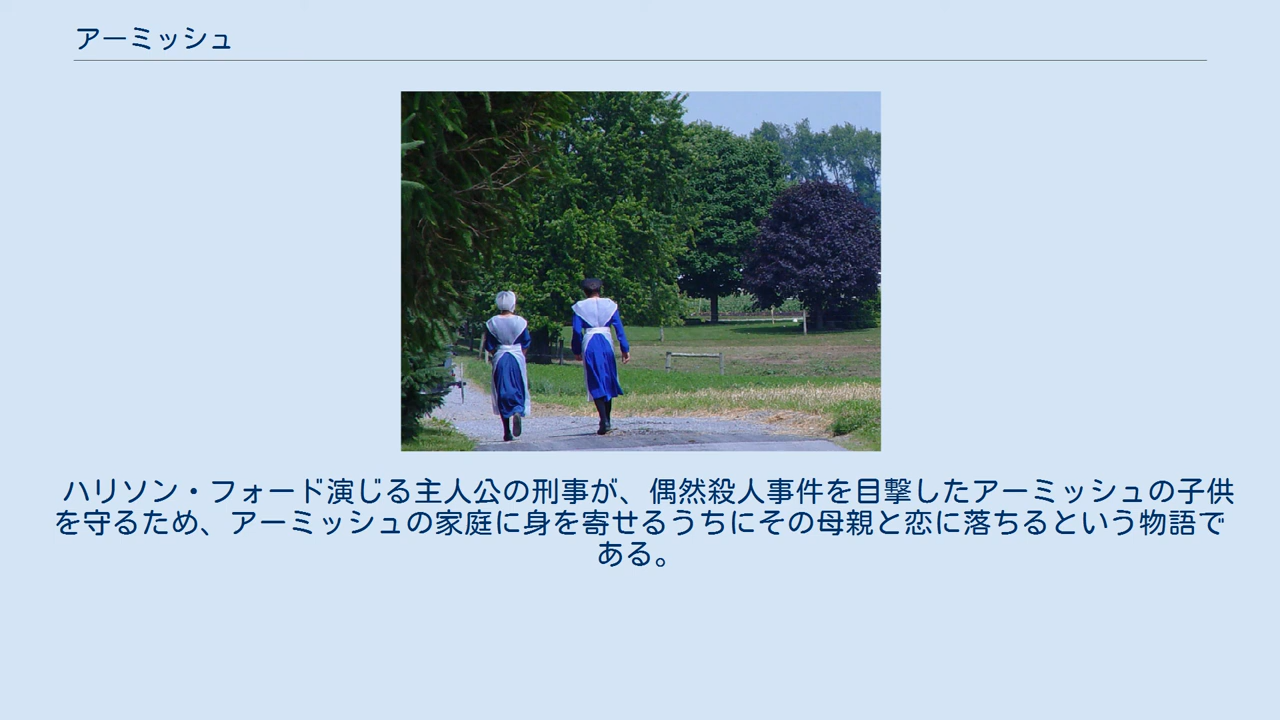 アーミッシュ
ハリソン・フォード演じる主人公の刑事が、偶然殺人事件を目撃したアーミッシュの子供
を守るため、アーミッシュの家庭に身を寄せるうちにその母親と恋に落ちるという物語で
ある。